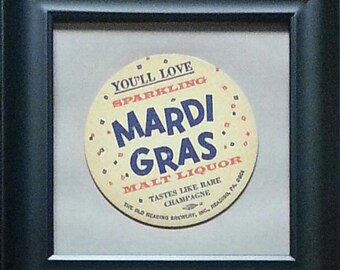 YOU'LL LOVE
SPARKLING
MARDI
GRAS
MALT LIQUOR
TASTES LIKE RARE
CHAMPAGNE
THE OLD READING BREWERY, INC., READING, PA.